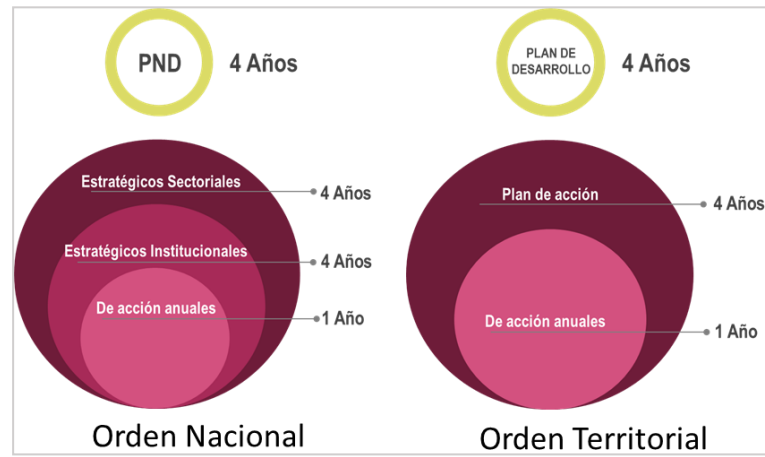 PND
4 Años
Estratégicos Sectoriales
4 Años
Estratégicos Institucionales
4 Años
De acción anuales
1 Año
Orden Nacional
PLAN DE
DESARROLLO
4 Años
Plan de acción
4 Años
De acción anuales
1 Año
Orden Territorial